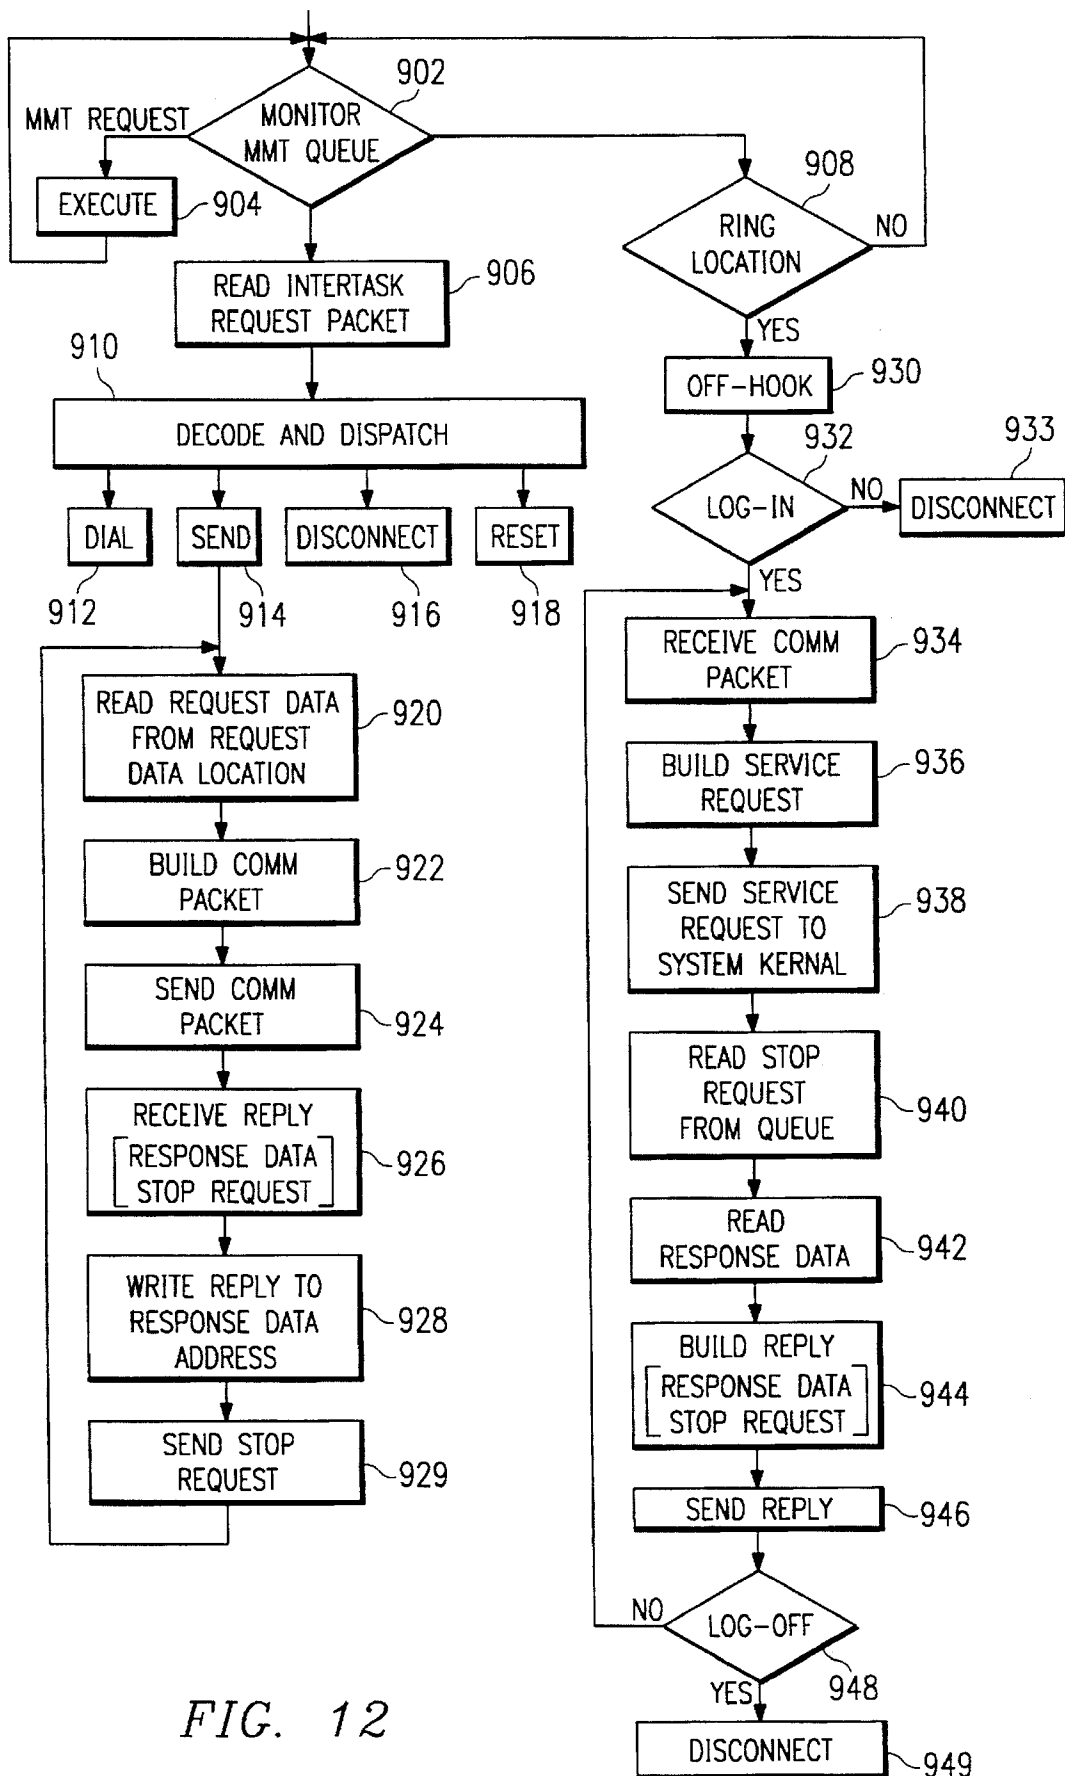 902
MONITOR
MMT QUEUE
MMT REQUEST
EXECUTE
904
READ INTERTASK
REQUEST PACKET
906
908
RING
LOCATION
NO
YES
910
DECODE AND DISPATCH
DIAL
SEND
DISCONNECT
RESET
912
914
916
918
READ REQUEST DATA
FROM REQUEST
DATA LOCATION
920
BUILD COMM
PACKET
922
SEND COMM
PACKET
924
RECEIVE REPLY
RESPONSE DATA
STOP REQUEST
926
WRITE REPLY TO
RESPONSE DATA
ADDRESS
928
SEND STOP
REQUEST
929
OFF-HOOK
930
932
LOG-IN
NO
933
DISCONNECT
YES
RECEIVE COMM
PACKET
934
BUILD SERVICE
REQUEST
936
SEND SERVICE
REQUEST TO
SYSTEM KERNAL
938
READ STOP
REQUEST
FROM QUEUE
940
READ
RESPONSE DATA
942
BUILD REPLY
RESPONSE DATA
STOP REQUEST
944
SEND REPLY
946
NO
LOG-OFF
948
YES
DISCONNECT
949
FIG. 12